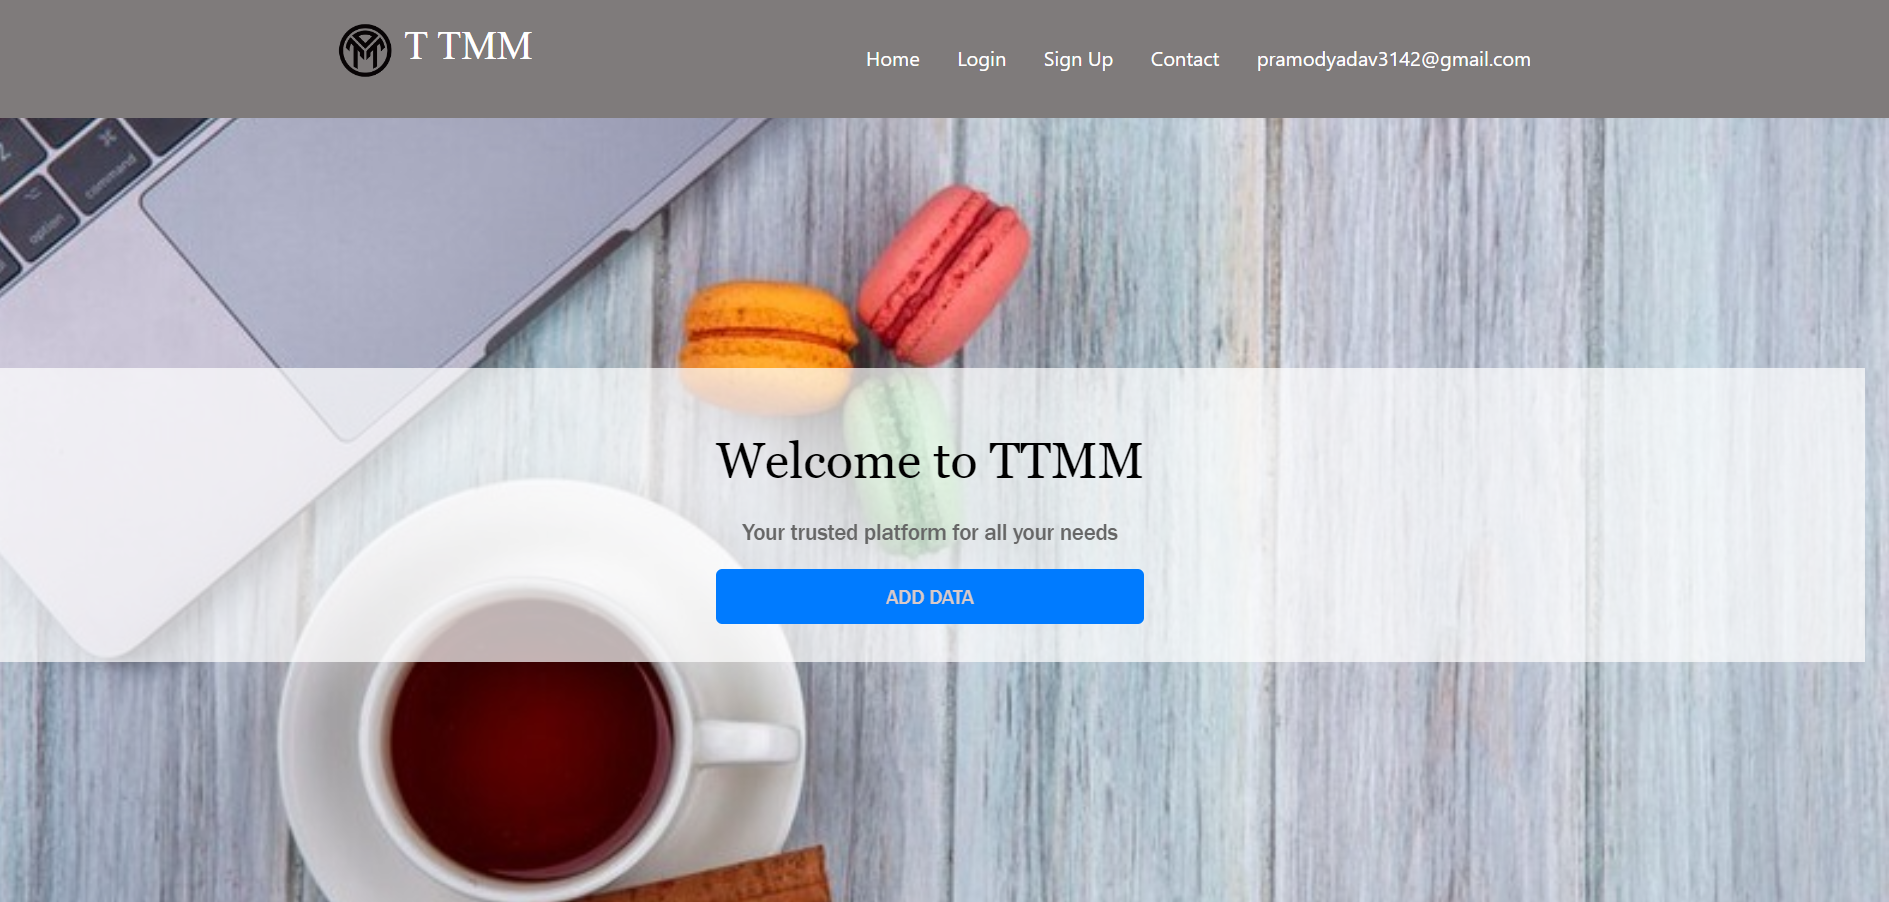 T TMM
Home Login Sign Up Contact pramodyadav3142@gmail.com
command
option
Welcome to TTMM
Your trusted platform for all your needs
ADD DATA